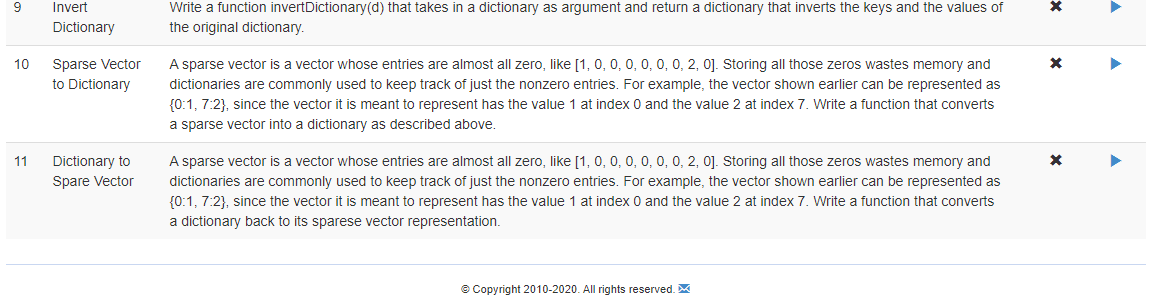 9 Invert Write a function invertDictionary(d) that takes in a dictionary as argument and return a dictionary that inverts the keys and the values of
Dictionary the original dictionary.
10 Sparse Vector A sparse vector is a vector whose entries are almost all zero, like [1, 0, 0, 0, 0, 0, 0, 2, 0]. Storing all those zeros wastes memory and
to Dictionary dictionaries are commonly used to keep track of just the nonzero entries. For example, the vector shown earlier can be represented as
{0:1, 7:2}, since the vector it is meant to represent has the value 1 at index 0 and the value 2 at index 7. Write a function that converts
a sparse vector into a dictionary as described above.
11 Dictionary to A sparse vector is a vector whose entries are almost all zero, like [1, 0, 0, 0, 0, 0, 0, 2, 0]. Storing all those zeros wastes memory and
Spare Vector dictionaries are commonly used to keep track of just the nonzero entries. For example, the vector shown earlier can be represented as
{0:1, 7:2}, since the vector it is meant to represent has the value 1 at index 0 and the value 2 at index 7. Write a function that converts
a dictionary back to its sparese vector representation.
© Copyright 2010-2020. All rights reserved.